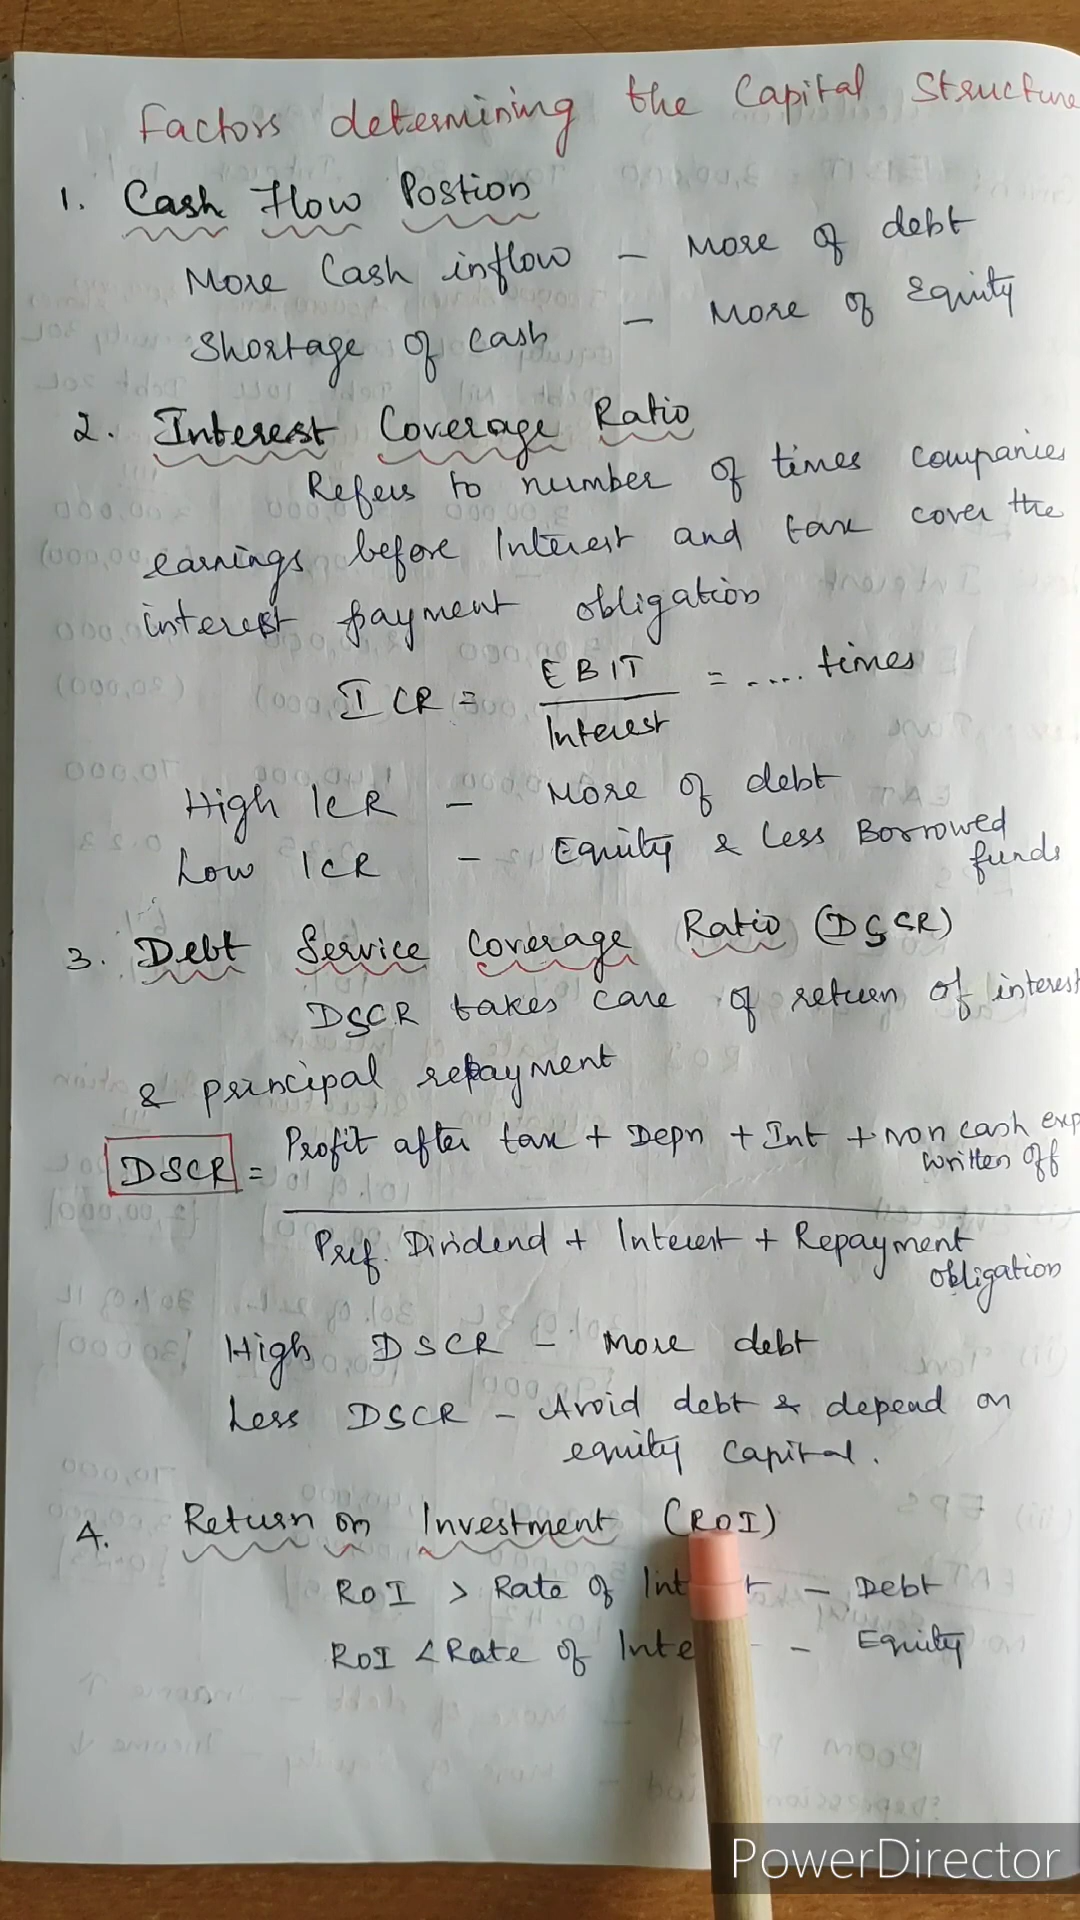 Factors determining the Capital Structure
1. Cash Flow Postion
More Cash inflow - More of debt
Shortage of cash - More of Equity
2. Interest Coverage Ratio
Refers to number of times companies
earnings before Interest and tax cover the
interest payment obligation
ICR = EBIT / Interest = ..... times
High ICR - More of debt
Low ICR - Equity & Less Borrowed funds
3. Debt Service Coverage Ratio (DSCR)
DSCR takes care of return of interest
& principal repayment
DSCR = Profit after tax + Depn + Int + non cash exp written off
Pref. Dividend + Interest + Repayment obligation
High DSCR - More debt
Less DSCR - Avoid debt & depend on
equity capital.
4. Return on Investment (ROI)
ROI > Rate of Int t - Debt
ROI < Rate of Inte - Equity
PowerDirector